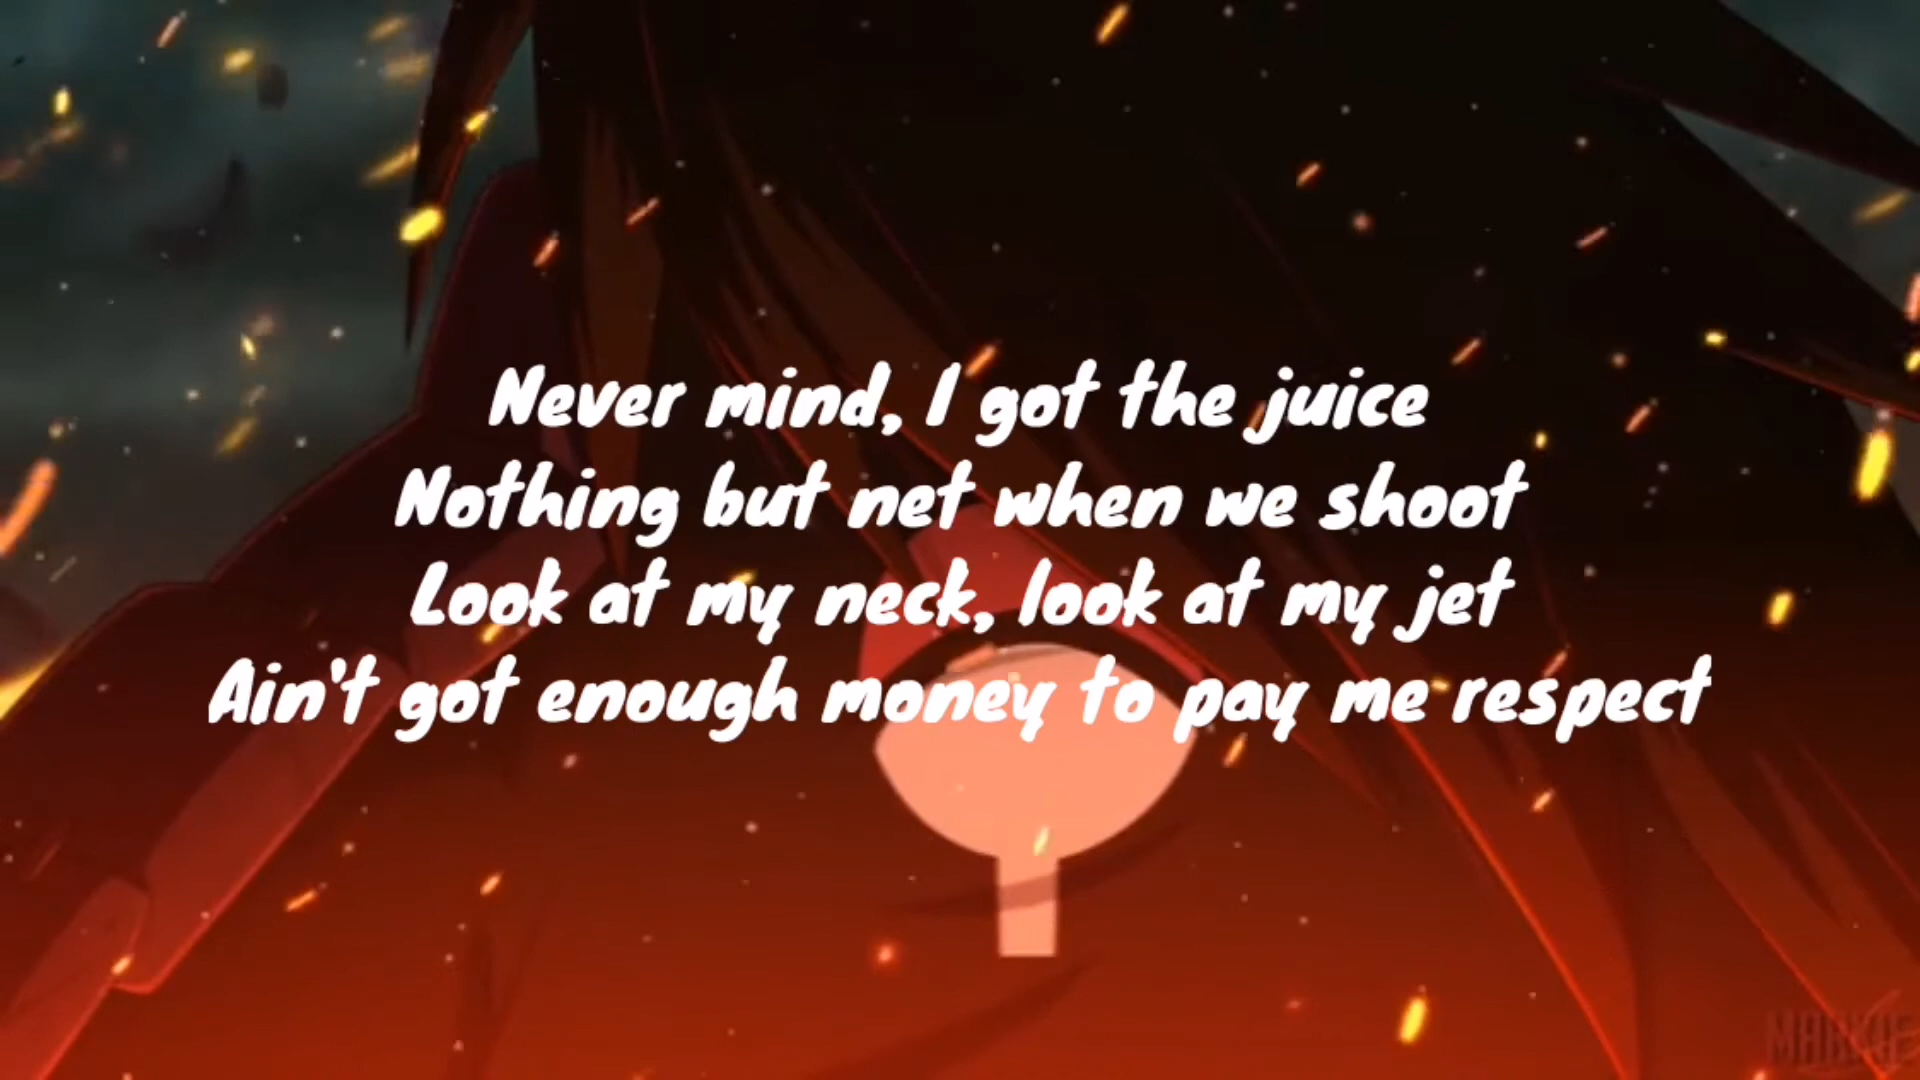 Never mind, I got the juice
Nothing but net when we shoot
Look at my neck, look at my jet
Ain't got enough money to pay me respect